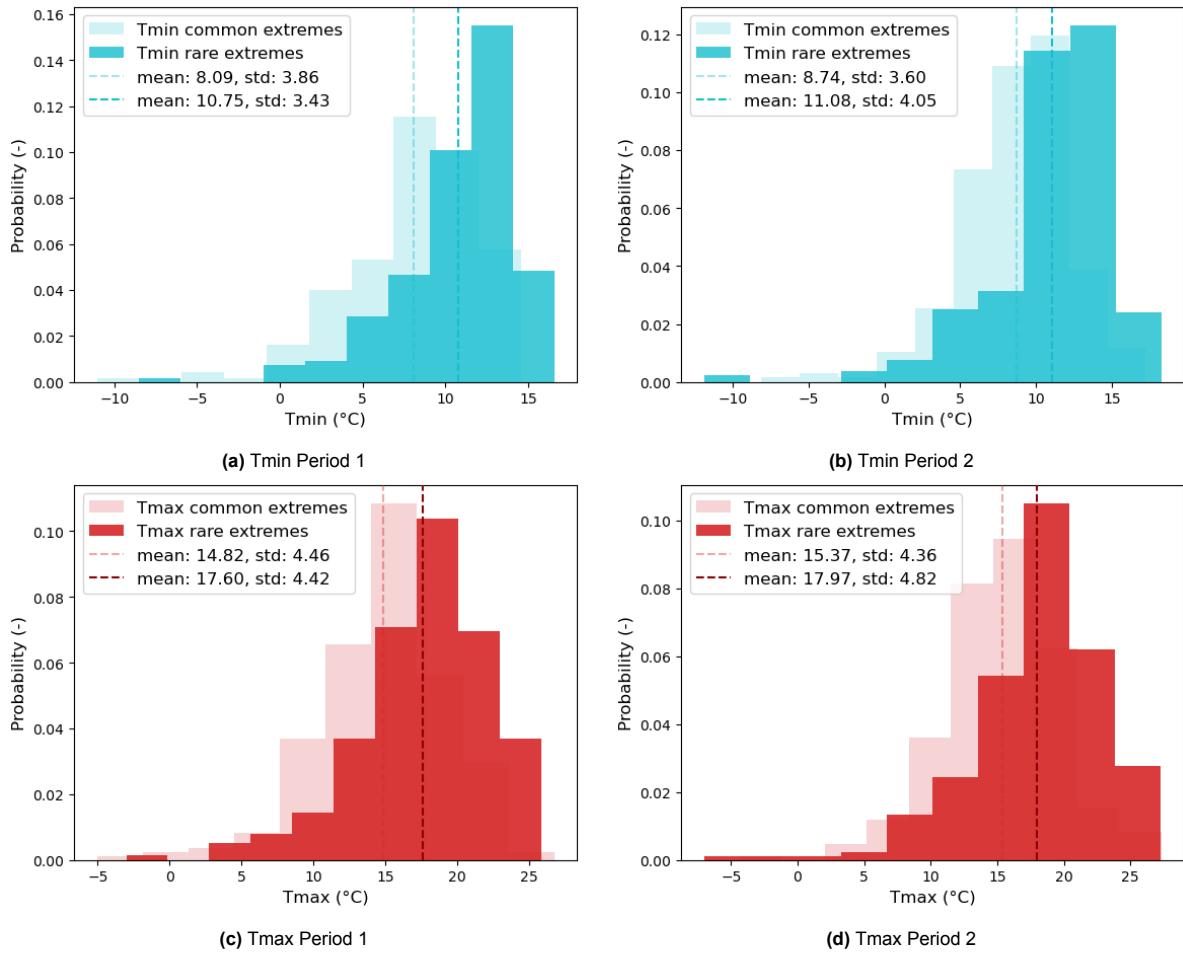 Tmin common extremes
Tmin rare extremes
mean: 8.09, std: 3.86
mean: 10.75, std: 3.43
0.16
0.14
0.12
0.10
0.08
0.06
0.04
0.02
0.00
Probability (-)
−10 −5 0 5 10 15
Tmin (°C)
(a) Tmin Period 1
Tmin common extremes
Tmin rare extremes
mean: 8.74, std: 3.60
mean: 11.08, std: 4.05
0.12
0.10
0.08
0.06
0.04
0.02
0.00
Probability (-)
−10 −5 0 5 10 15
Tmin (°C)
(b) Tmin Period 2
Tmax common extremes
Tmax rare extremes
mean: 14.82, std: 4.46
mean: 17.60, std: 4.42
0.10
0.08
0.06
0.04
0.02
0.00
Probability (-)
−5 0 5 10 15 20 25
Tmax (°C)
(c) Tmax Period 1
Tmax common extremes
Tmax rare extremes
mean: 15.37, std: 4.36
mean: 17.97, std: 4.82
0.10
0.08
0.06
0.04
0.02
0.00
Probability (-)
−5 0 5 10 15 20 25
Tmax (°C)
(d) Tmax Period 2